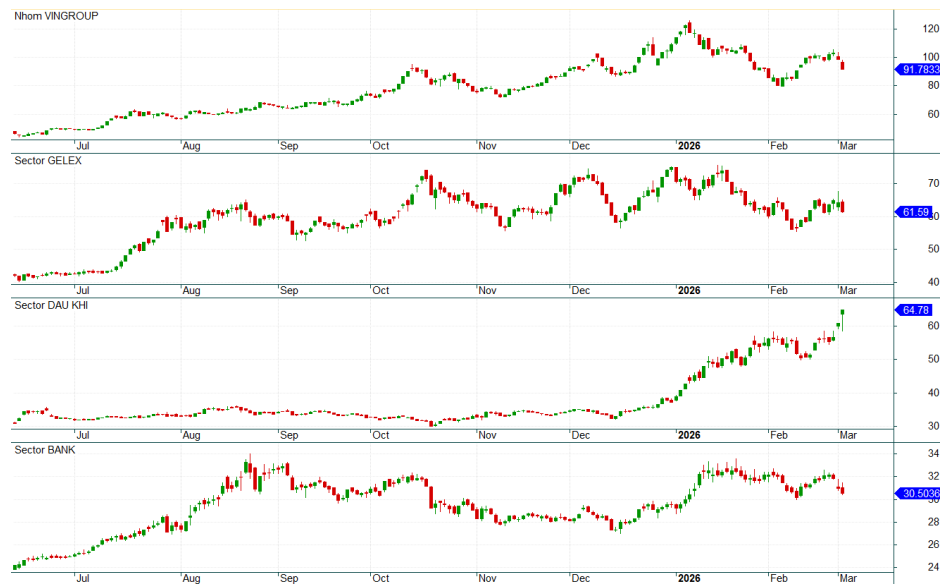 Nhom VINGROUP
120
100
91.7833
80
60
Jul Aug Sep Oct Nov Dec 2026 Feb Mar
Sector GELEX
70
61.59
60
50
40
Jul Aug Sep Oct Nov Dec 2026 Feb Mar
Sector DAU KHI
64.78
60
50
40
30
Jul Aug Sep Oct Nov Dec 2026 Feb Mar
Sector BANK
34
32
30.5036
30
28
26
24
Jul Aug Sep Oct Nov Dec 2026 Feb Mar